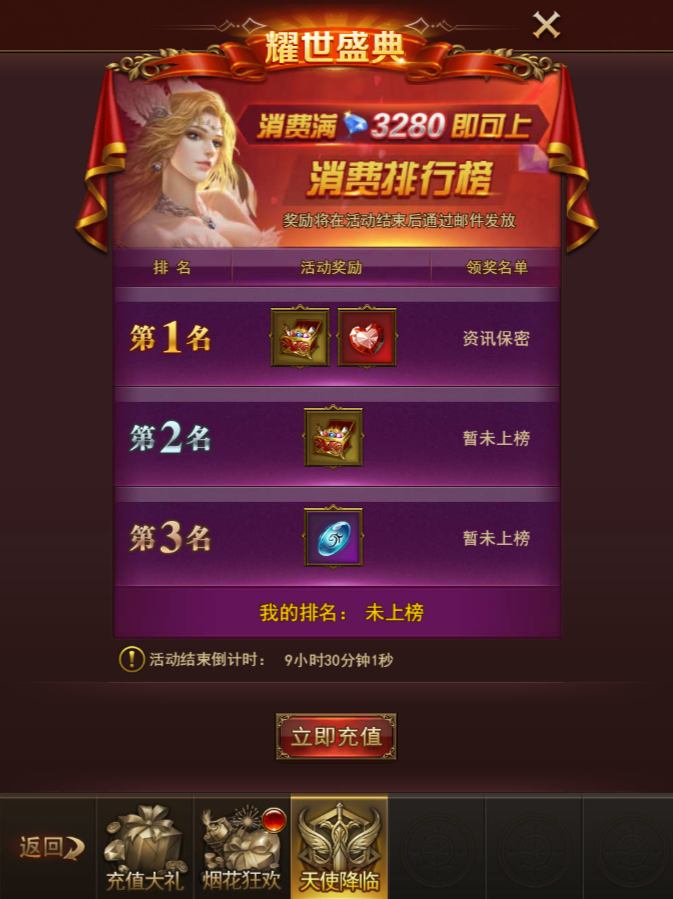 耀世盛典
消费满3280即可上
消费排行榜
奖励将在活动结束后通过邮件发放
排 名 活动奖励 领奖名单
第1名 资讯保密
第2名 暂未上榜
第3名 暂未上榜
我的排名： 未上榜
活动结束倒计时： 9小时30分钟1秒
立即充值
返回 充值大礼 烟花狂欢 天使降临